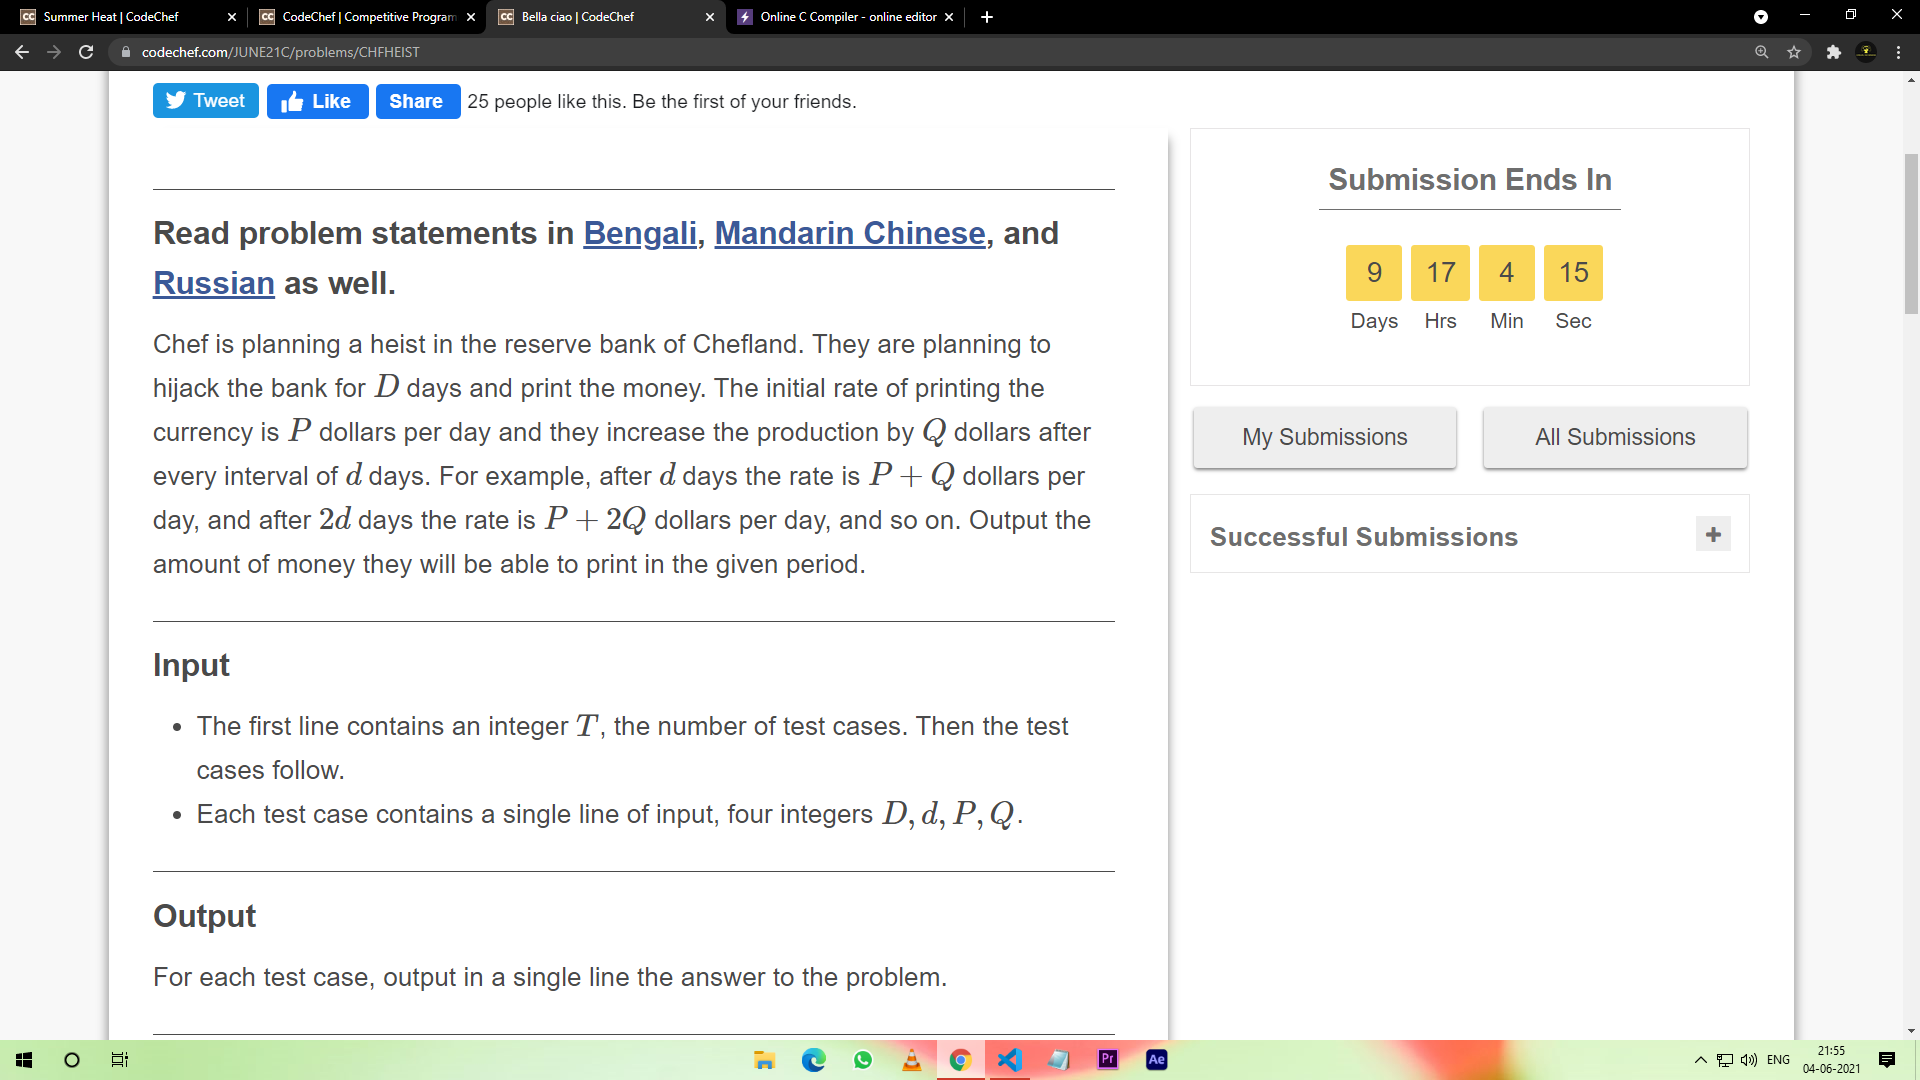 Summer Heat | CodeChef
CodeChef | Competitive Program
Bella ciao | CodeChef
Online C Compiler - online editor
codechef.com/JUNE21C/problems/CHFHEIST
Tweet Like Share 25 people like this. Be the first of your friends.
Read problem statements in Bengali, Mandarin Chinese, and
Russian as well.
Chef is planning a heist in the reserve bank of Chefland. They are planning to
hijack the bank for D days and print the money. The initial rate of printing the
currency is P dollars per day and they increase the production by Q dollars after
every interval of d days. For example, after d days the rate is P + Q dollars per
day, and after 2d days the rate is P + 2Q dollars per day, and so on. Output the
amount of money they will be able to print in the given period.
Input
• The first line contains an integer T, the number of test cases. Then the test
cases follow.
• Each test case contains a single line of input, four integers D, d, P, Q.
Output
For each test case, output in a single line the answer to the problem.
Submission Ends In
9 17 4 15
Days Hrs Min Sec
My Submissions All Submissions
Successful Submissions +
Pr Ae
ENG
21:55
04-06-2021